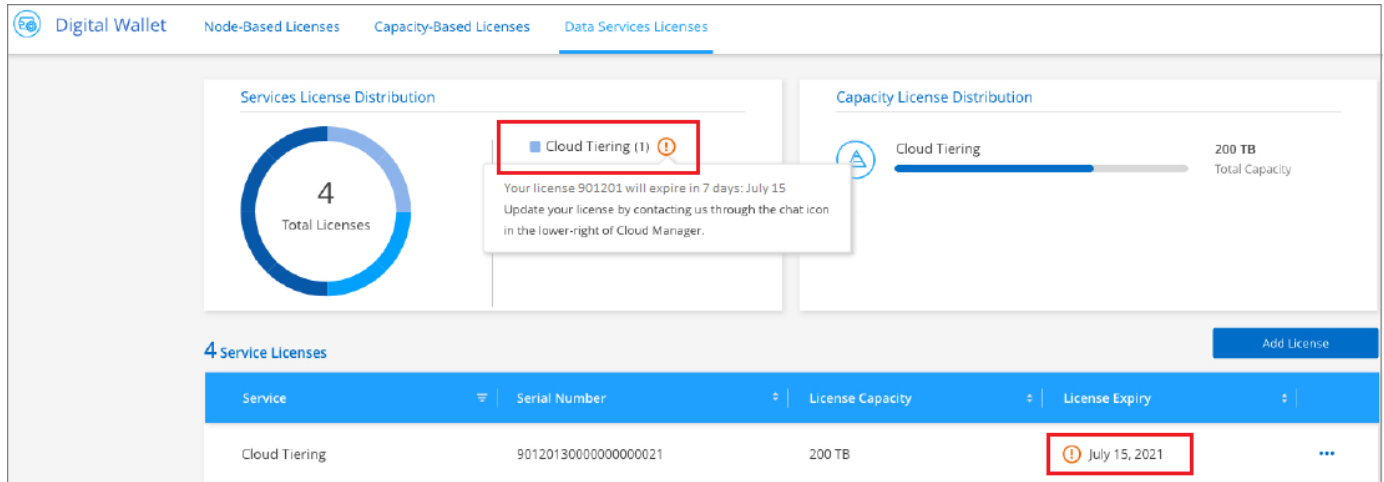 Digital Wallet
Node-Based Licenses
Capacity-Based Licenses
Data Services Licenses
Services License Distribution
4
Total Licenses
Cloud Tiering (1)
Your license 901201 will expire in 7 days: July 15
Update your license by contacting us through the chat icon
in the lower-right of Cloud Manager.
Capacity License Distribution
Cloud Tiering
200 TB
Total Capacity
4 Service Licenses
Add License
Service
Serial Number
License Capacity
License Expiry
Cloud Tiering
90120130000000000021
200 TB
July 15, 2021